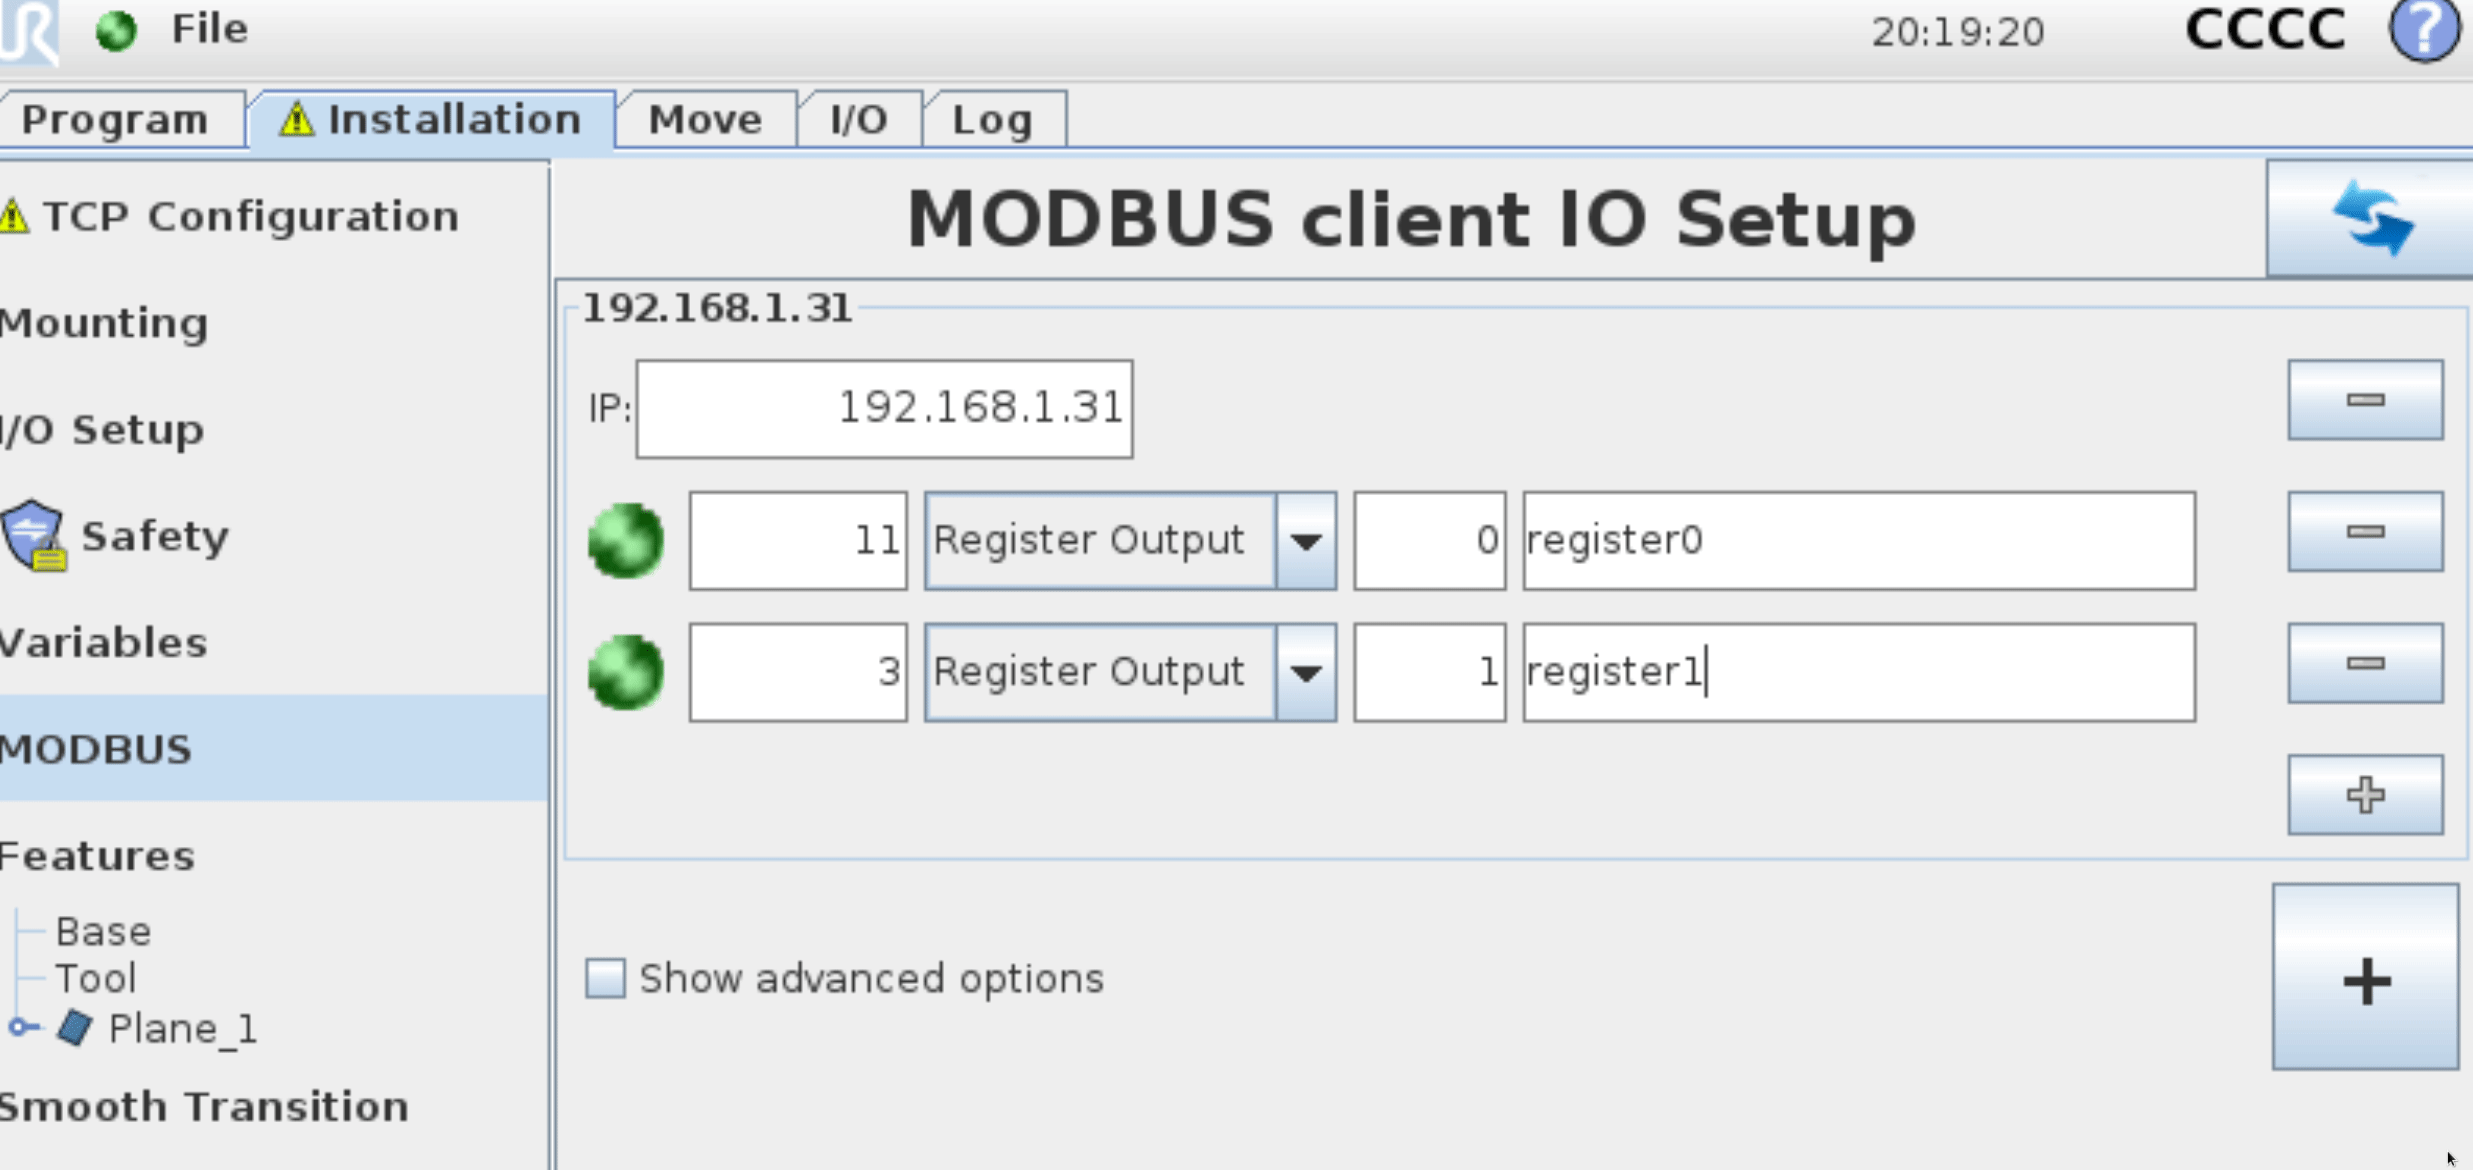 UR File 20:19:20 CCCC ?
Program Installation Move I/O Log
TCP Configuration
Mounting
I/O Setup
Safety
Variables
MODBUS
Features
Base
Tool
Plane_1
Smooth Transition
MODBUS client IO Setup
192.168.1.31
IP: 192.168.1.31
11 Register Output 0 register0
3 Register Output 1 register1
Show advanced options
+